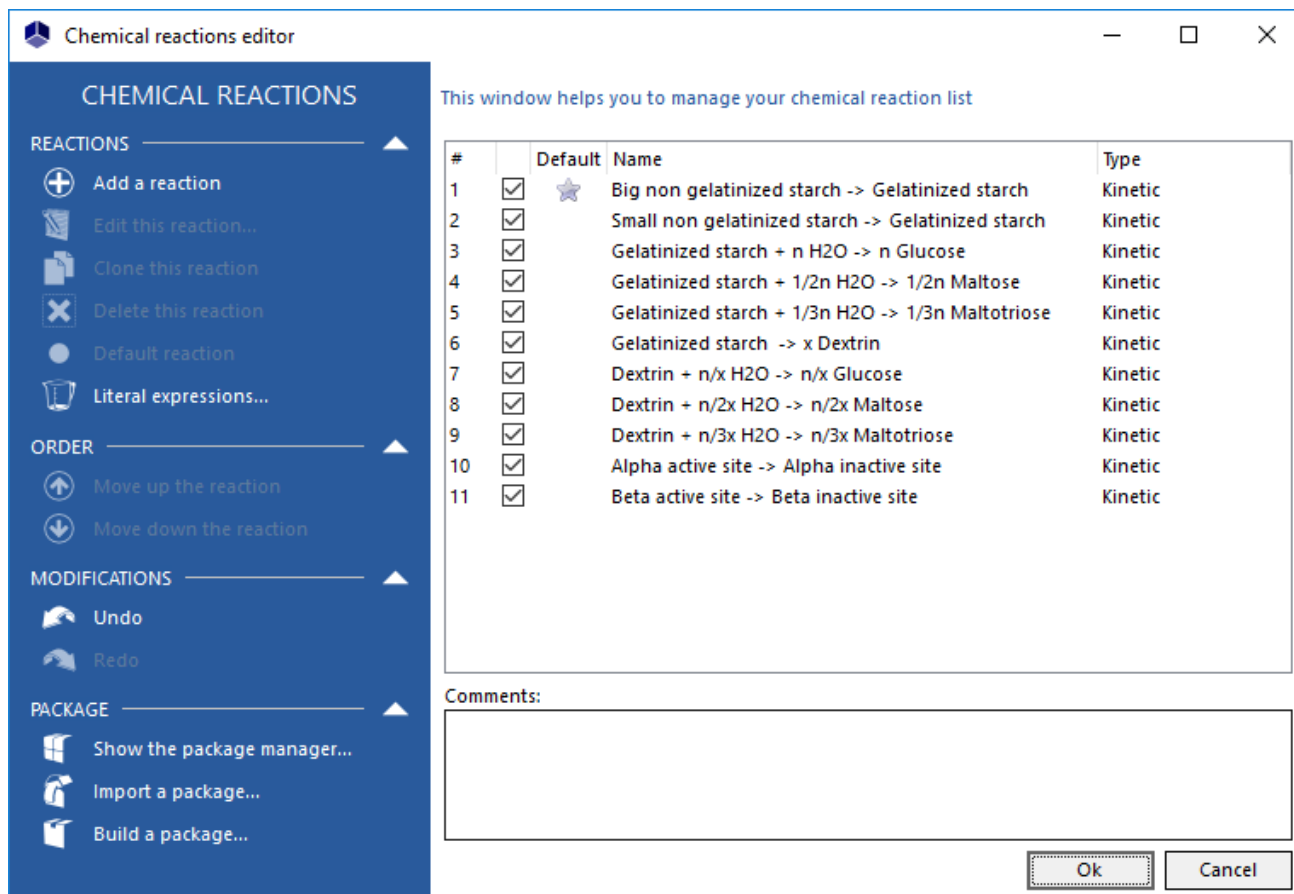 Chemical reactions editor
CHEMICAL REACTIONS
REACTIONS
Add a reaction
Edit this reaction...
Clone this reaction
Delete this reaction
Default reaction
Literal expressions...
ORDER
Move up the reaction
Move down the reaction
MODIFICATIONS
Undo
Redo
PACKAGE
Show the package manager...
Import a package...
Build a package...
This window helps you to manage your chemical reaction list
# Default Name Type
1 Big non gelatinized starch -> Gelatinized starch Kinetic
2 Small non gelatinized starch -> Gelatinized starch Kinetic
3 Gelatinized starch + n H2O -> n Glucose Kinetic
4 Gelatinized starch + 1/2n H2O -> 1/2n Maltose Kinetic
5 Gelatinized starch + 1/3n H2O -> 1/3n Maltotriose Kinetic
6 Gelatinized starch -> x Dextrin Kinetic
7 Dextrin + n/x H2O -> n/x Glucose Kinetic
8 Dextrin + n/2x H2O -> n/2x Maltose Kinetic
9 Dextrin + n/3x H2O -> n/3x Maltotriose Kinetic
10 Alpha active site -> Alpha inactive site Kinetic
11 Beta active site -> Beta inactive site Kinetic
Comments:
Ok Cancel